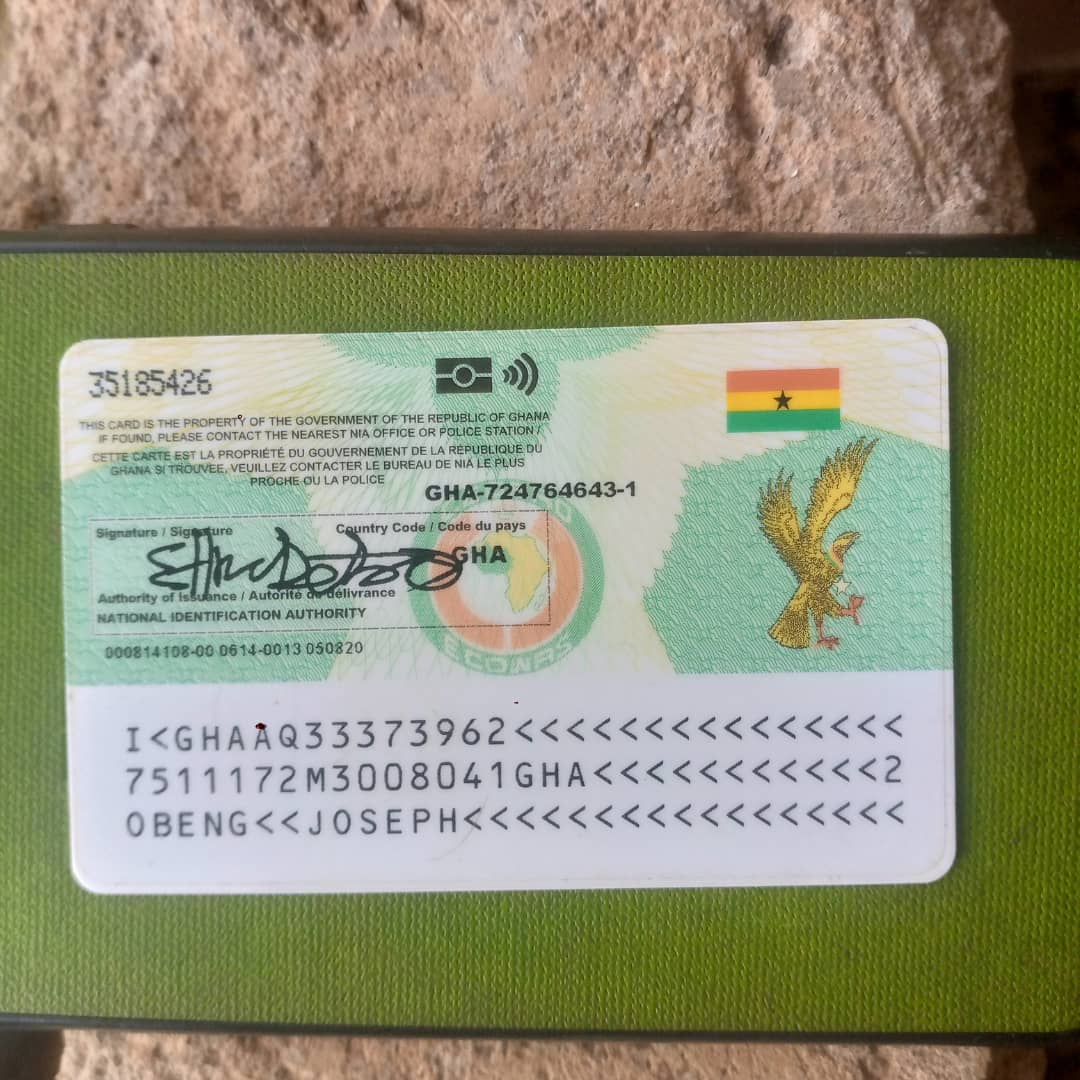 35185426
THIS CARD IS THE PROPERTY OF THE GOVERNMENT OF THE REPUBLIC OF GHANA
IF FOUND, PLEASE CONTACT THE NEAREST NIA OFFICE OR POLICE STATION /
CETTE CARTE EST LA PROPRIÉTÉ DU GOUVERNEMENT DE LA RÉPUBLIQUE DU
GHANA SI TROUVEE, VEUILLEZ CONTACTER LE BUREAU DE NIA LE PLUS
PROCHE OU LA POLICE
GHA-724764643-1
Signature / Signature
Country Code / Code du pays
GHA
Authority of Issuance / Autorité de délivrance
NATIONAL IDENTIFICATION AUTHORITY
ECOWAS
000814108-00 0614-0013 050820
I<GHAAQ33373962<<<<<<<<<<<<<<<
7511172M3008041GHA<<<<<<<<<<<2
OBENG<<JOSEPH<<<<<<<<<<<<<<<<<